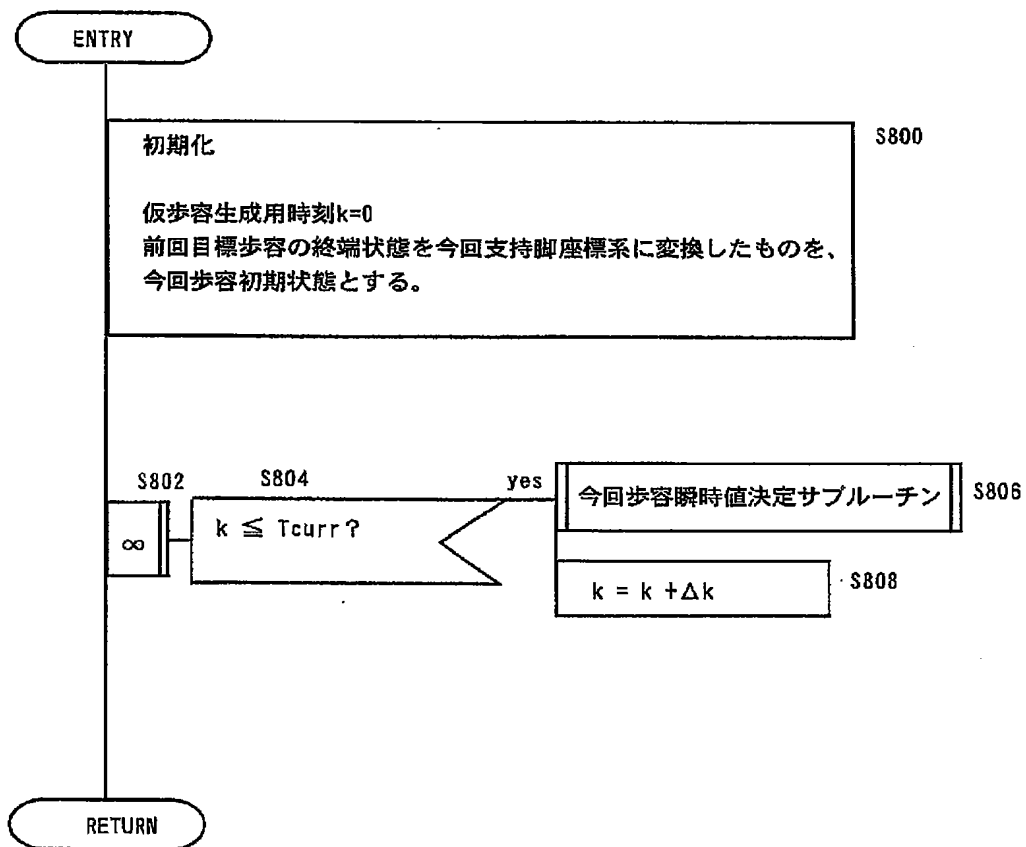 ENTRY
初期化
S800
仮歩容生成用時刻k=0
前回目標歩容の終端状態を今回支持脚座標系に変換したものを、
今回歩容初期状態とする。
S802
S804
yes
∞
k ≦ Tcurr?
今回歩容瞬時値決定サブルーチン
S806
k = k +Δk
S808
RETURN